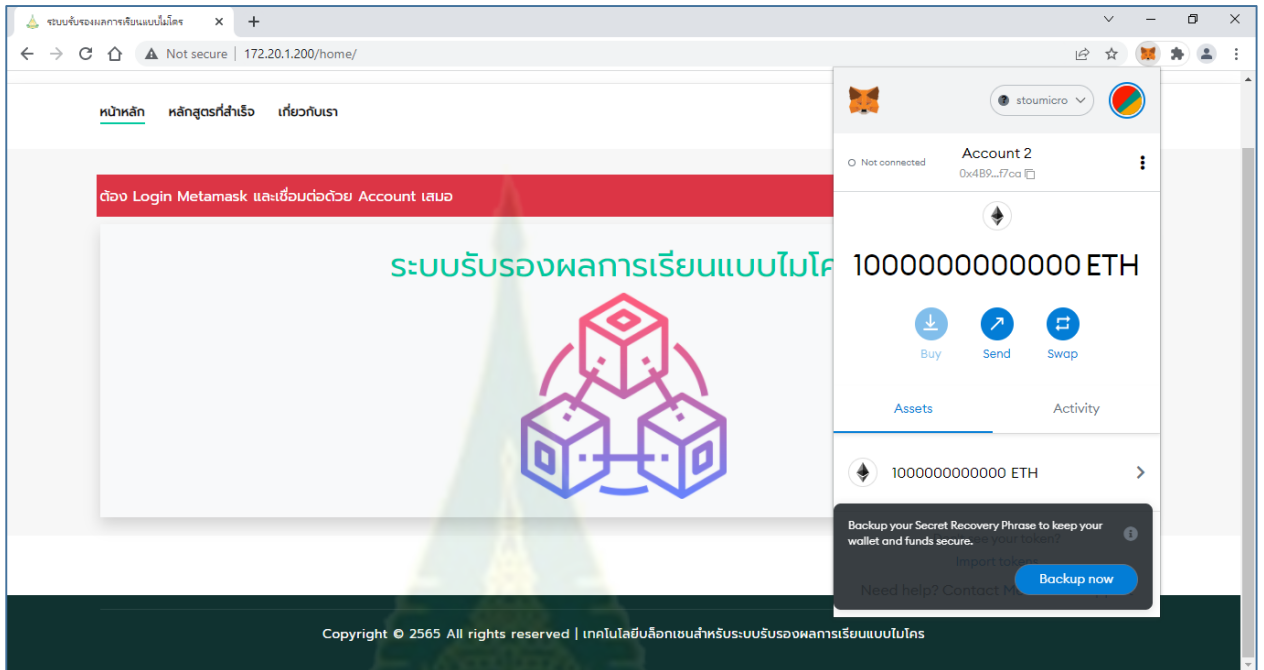 ระบบรับรองผลการเรียนแบบไมโคร
Not secure | 172.20.1.200/home/
หน้าหลัก หลักสูตรที่สำเร็จ เกี่ยวกับเรา
ต้อง Login Metamask และเชื่อมต่อด้วย Account เสมอ
ระบบรับรองผลการเรียนแบบไมโค
stoumicro
Not connected
Account 2
0x4B9...f7ca
1000000000000 ETH
Buy Send Swap
Assets Activity
1000000000000 ETH
Backup your Secret Recovery Phrase to keep your
wallet and funds secure.
your token?
Import tokens
Backup now
Need help? Contact M
Copyright © 2565 All rights reserved | เทคโนโลยีบล็อกเชนสำหรับระบบรับรองผลการเรียนแบบไมโคร